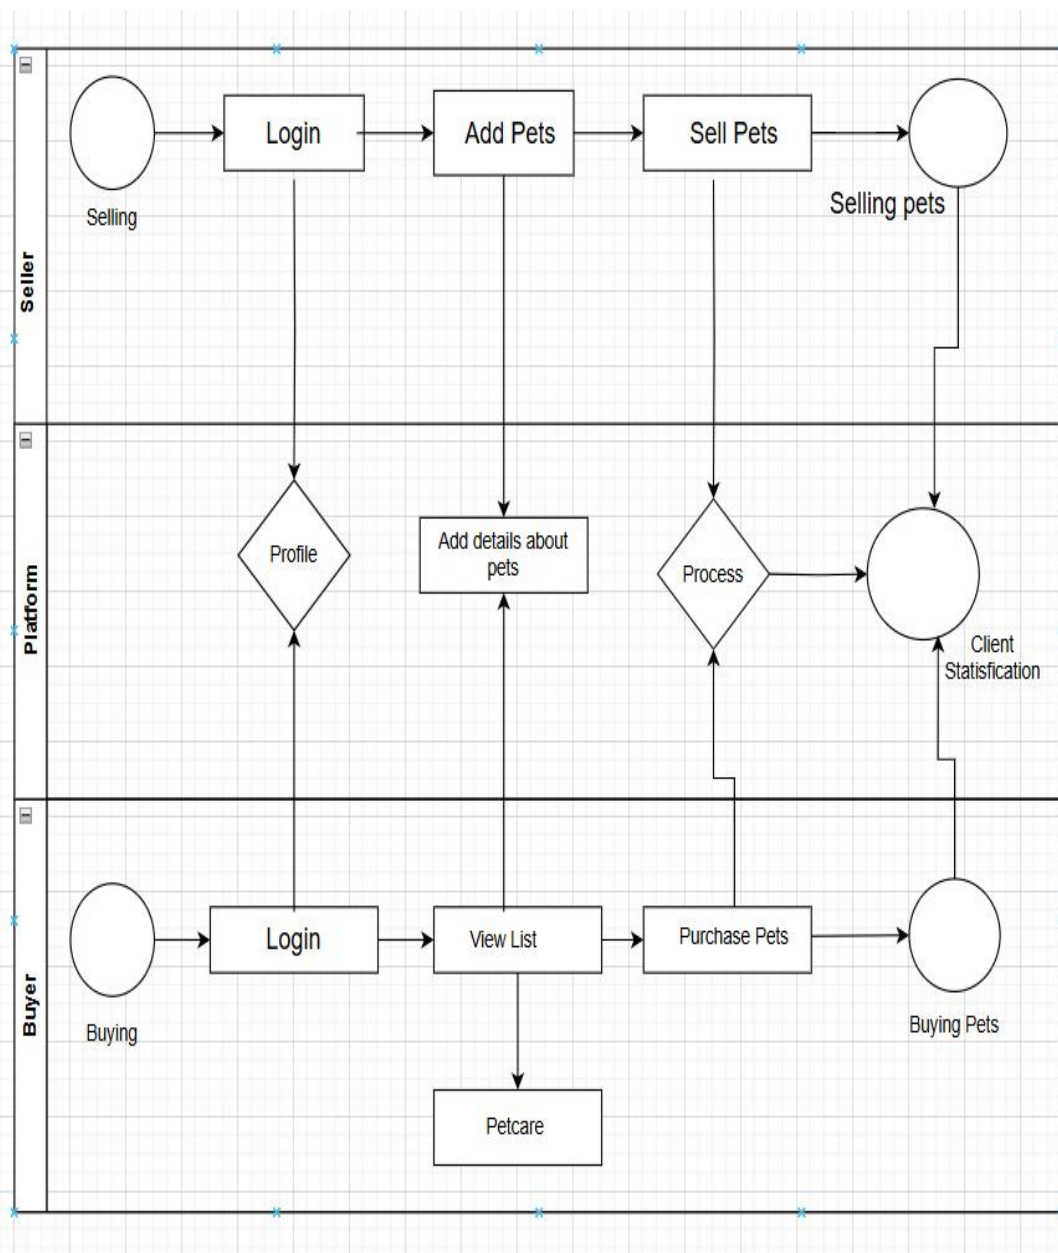 Seller
Login
Add Pets
Sell Pets
Selling
Selling pets
Platform
Profile
Add details about
pets
Process
Client
Statisfication
Buyer
Login
View List
Purchase Pets
Buying
Buying Pets
Petcare